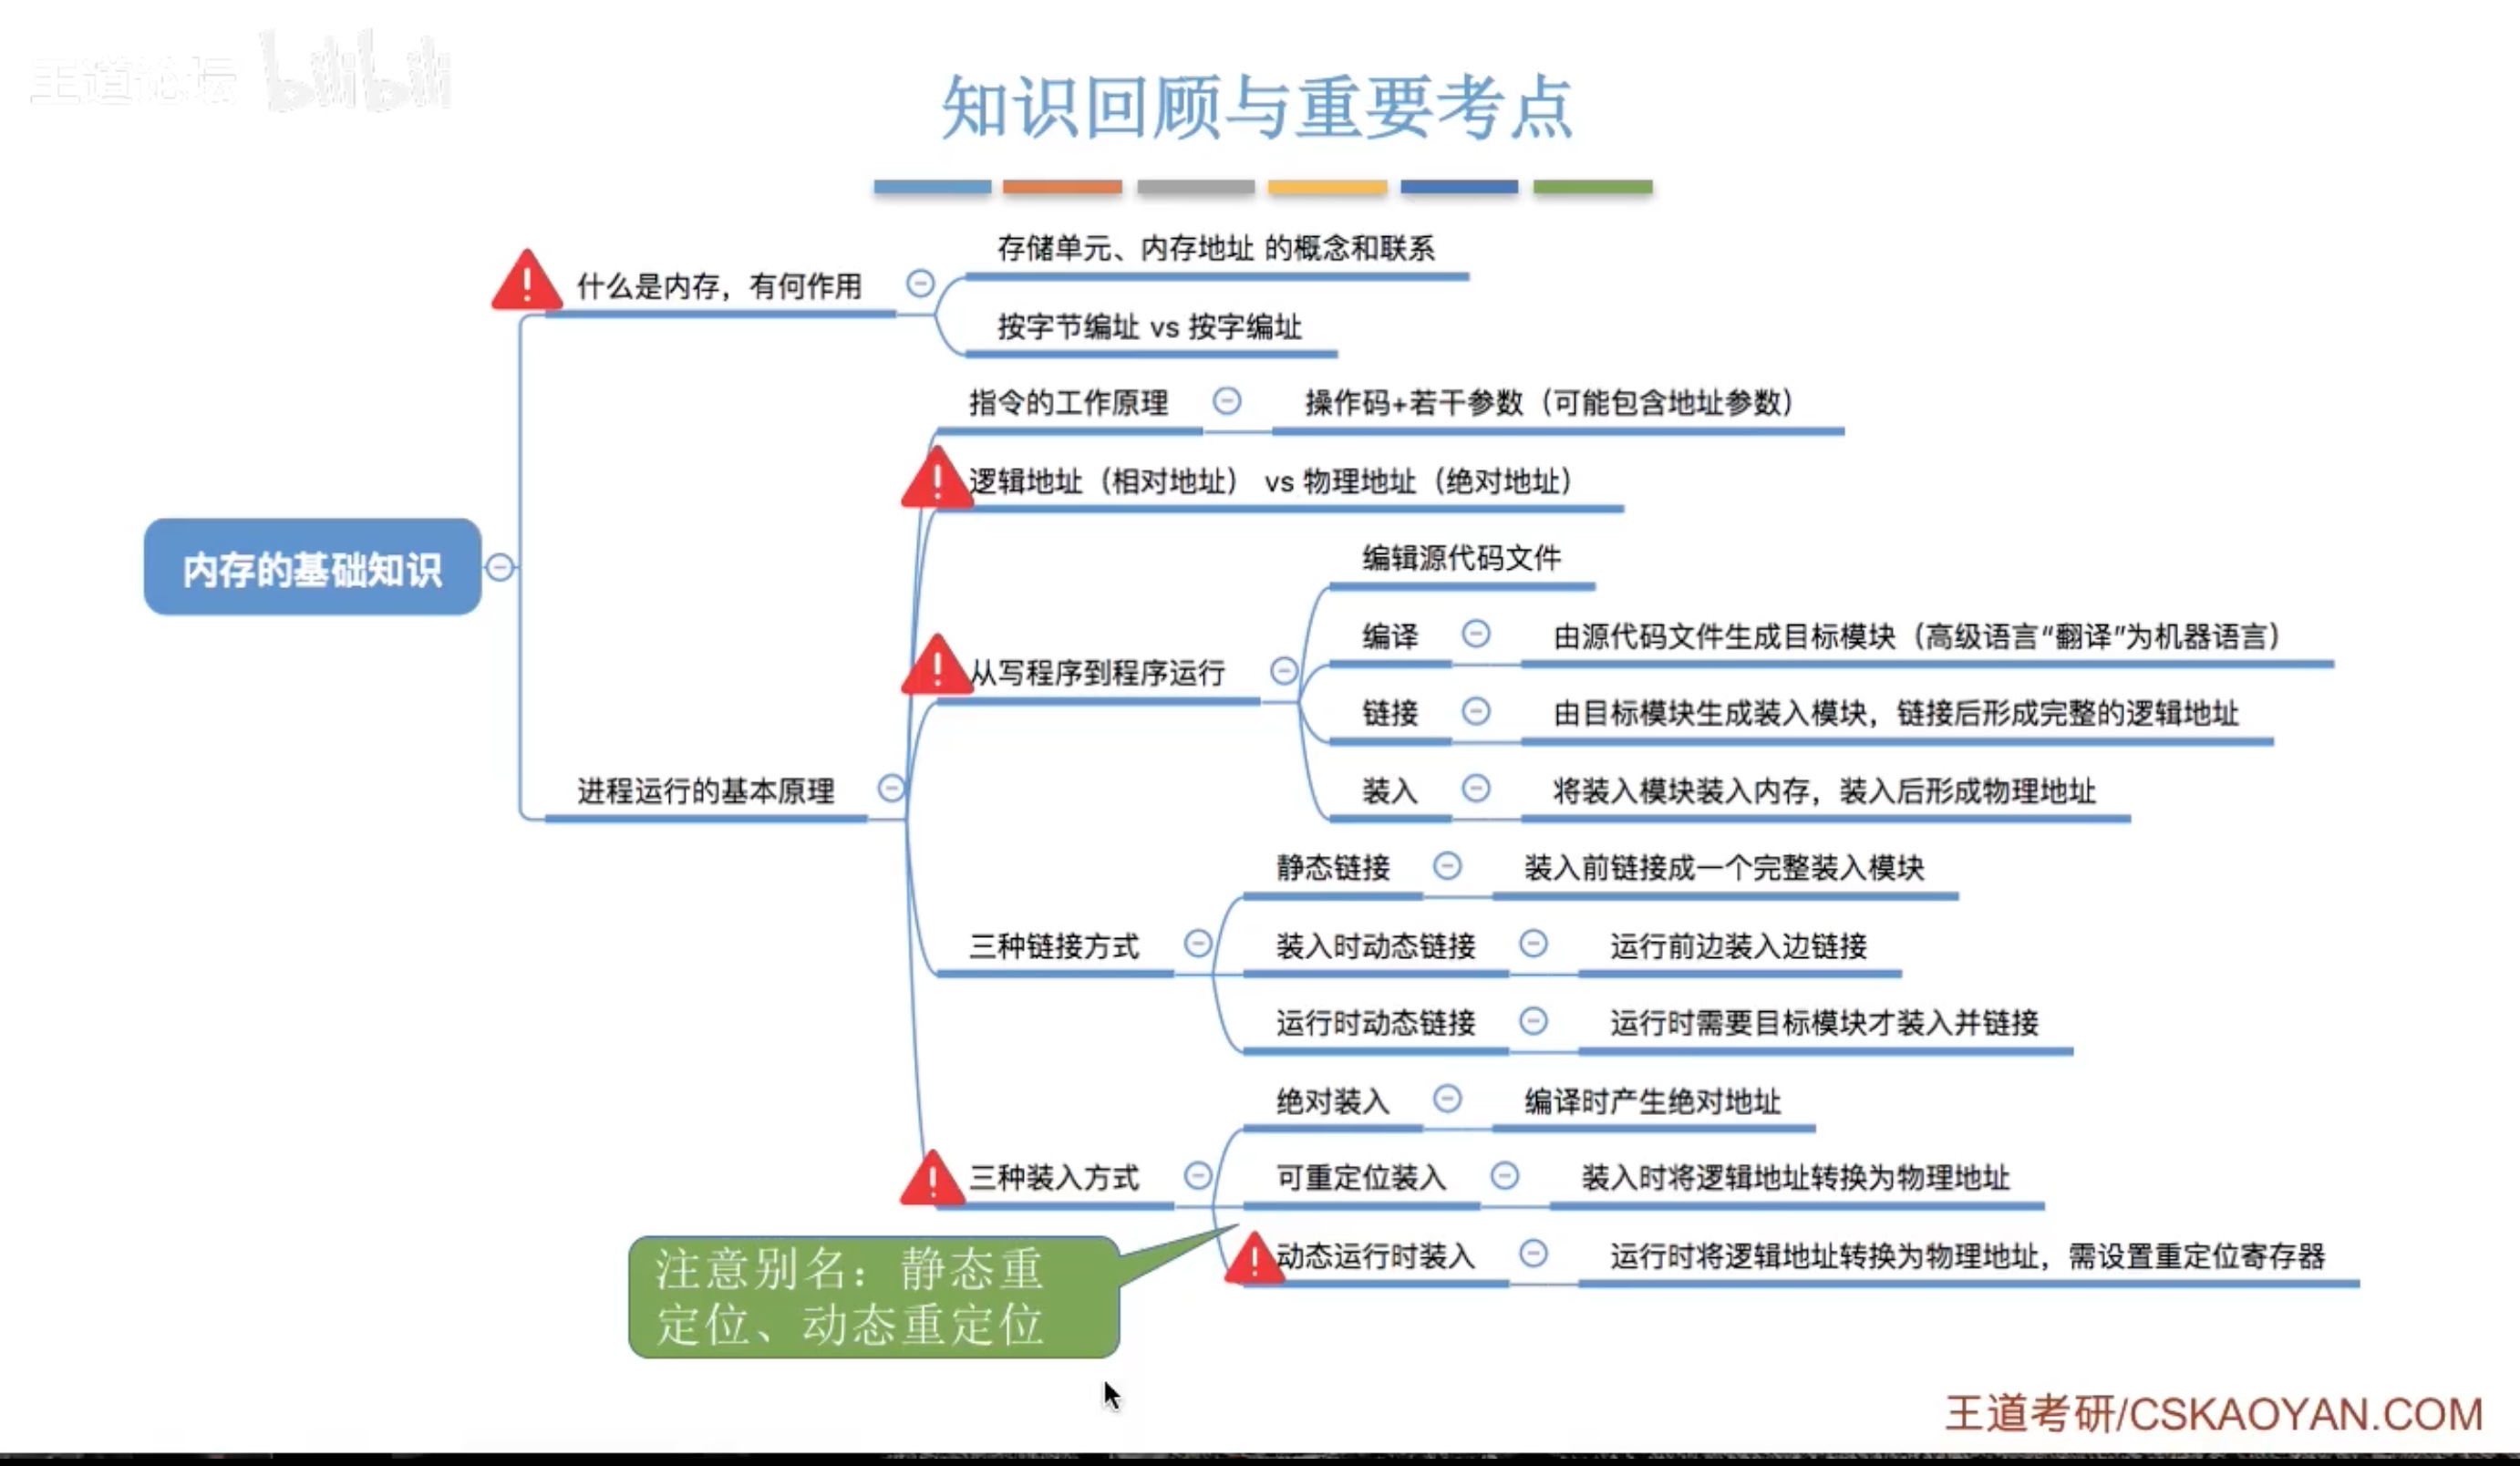 王道论坛 bilibili
知识回顾与重要考点
内存的基础知识
什么是内存，有何作用
存储单元、内存地址 的概念和联系
按字节编址 vs 按字编址
进程运行的基本原理
指令的工作原理
操作码+若干参数（可能包含地址参数）
逻辑地址（相对地址） vs 物理地址（绝对地址）
从写程序到程序运行
编辑源代码文件
编译
由源代码文件生成目标模块（高级语言“翻译”为机器语言）
链接
由目标模块生成装入模块，链接后形成完整的逻辑地址
装入
将装入模块装入内存，装入后形成物理地址
三种链接方式
静态链接
装入前链接成一个完整装入模块
装入时动态链接
运行前边装入边链接
运行时动态链接
运行时需要目标模块才装入并链接
三种装入方式
绝对装入
编译时产生绝对地址
可重定位装入
装入时将逻辑地址转换为物理地址
动态运行时装入
运行时将逻辑地址转换为物理地址，需设置重定位寄存器
注意别名：静态重
定位、动态重定位
王道考研/CSKAOYAN.COM